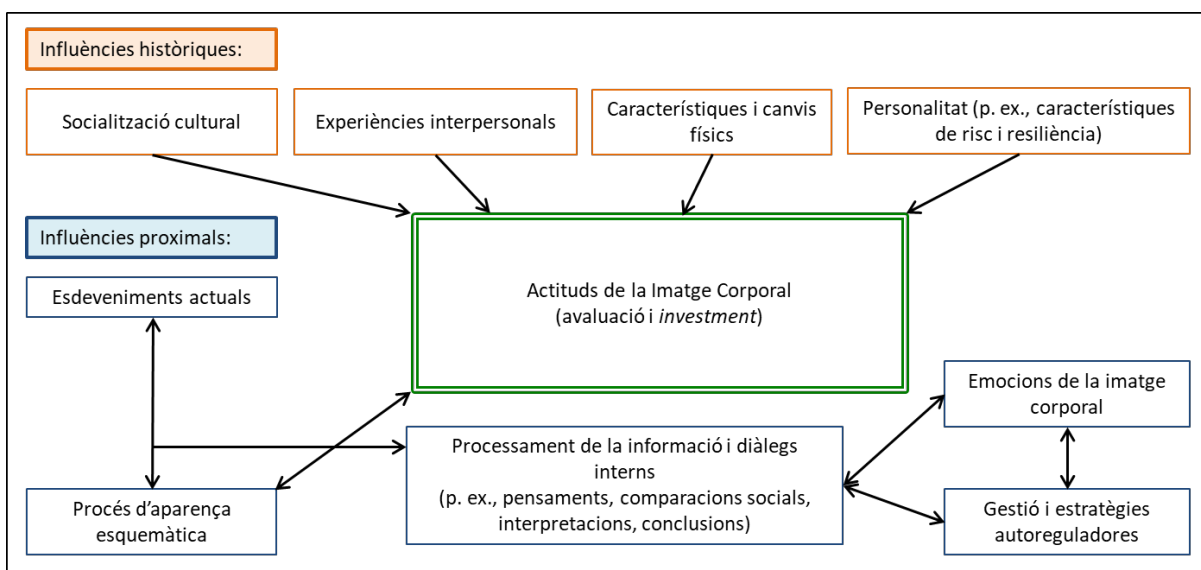 Influències històriques:
Socialització cultural
Experiències interpersonals
Característiques i canvis
físics
Personalitat (p. ex., característiques
de risc i resiliència)
Influències proximals:
Esdeveniments actuals
Actituds de la Imatge Corporal
(avaluació i investment)
Emocions de la imatge
corporal
Processament de la informació i diàlegs
interns
(p. ex., pensaments, comparacions socials,
interpretacions, conclusions)
Procés d’aparença
esquemàtica
Gestió i estratègies
autoreguladores